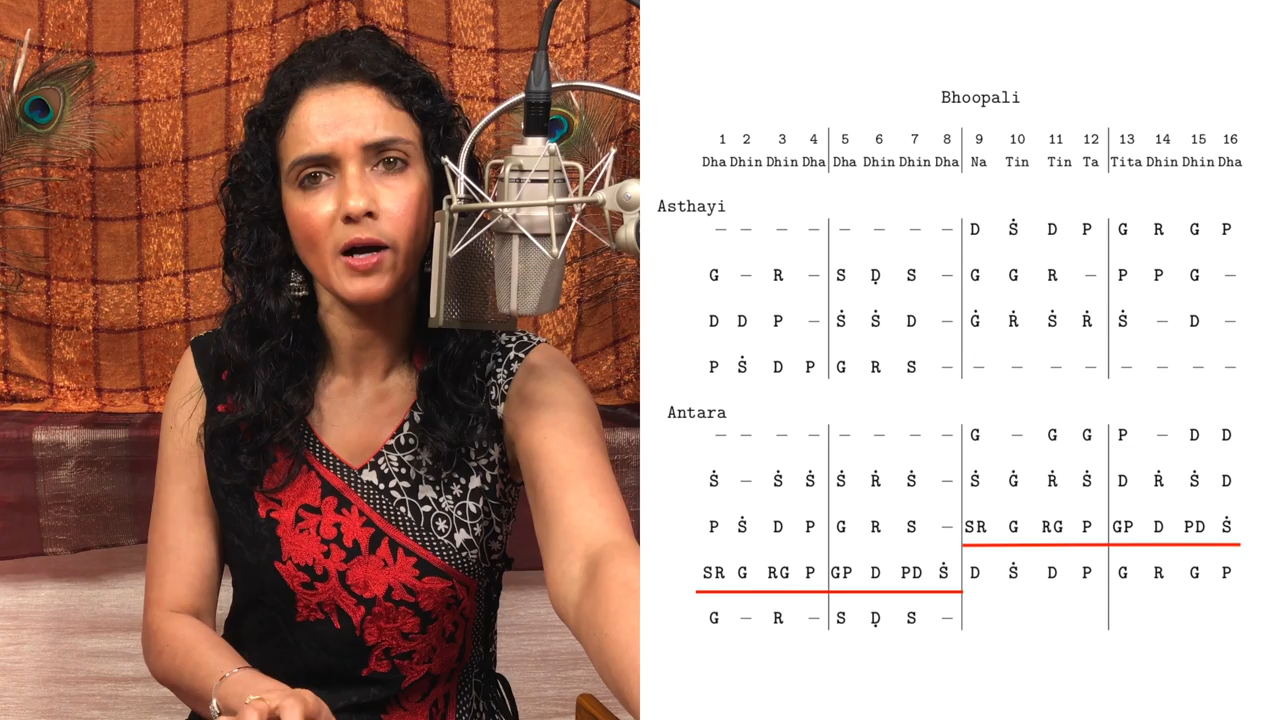 Bhoopali
1 2 3 4 5 6 7 8 9 10 11 12 13 14 15 16
Dha Dhin Dhin Dha Dha Dhin Dhin Dha Na Tin Tin Ta Tita Dhin Dhin Dha
Asthayi
– – – – – – – – D Ṡ D P G R G P
G – R – S Ḍ S – G G R – P P G –
D D P – Ṡ Ṡ D – Ġ Ṙ Ṡ Ṙ Ṡ – D –
P Ṡ D P G R S – – – – – – – – –
Antara
– – – – – – – – G – G G P – D D
Ṡ – Ṡ Ṡ Ṡ Ṙ Ṡ – Ṡ Ġ Ṙ Ṡ D Ṙ Ṡ D
P Ṡ D P G R S – SR G RG P GP D PD Ṡ
SR G RG P GP D PD Ṡ D Ṡ D P G R G P
G – R – S Ḍ S –